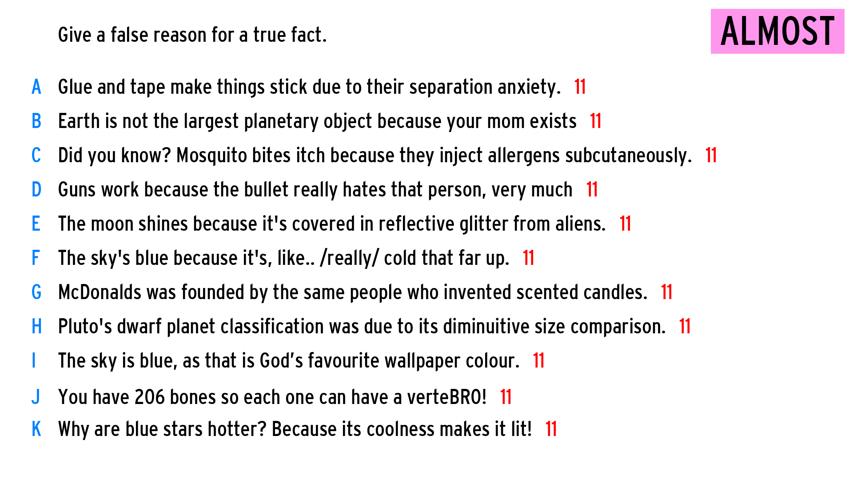 Give a false reason for a true fact.
ALMOST
A Glue and tape make things stick due to their separation anxiety. 11
B Earth is not the largest planetary object because your mom exists 11
C Did you know? Mosquito bites itch because they inject allergens subcutaneously. 11
D Guns work because the bullet really hates that person, very much 11
E The moon shines because it's covered in reflective glitter from aliens. 11
F The sky's blue because it's, like.. /really/ cold that far up. 11
G McDonalds was founded by the same people who invented scented candles. 11
H Pluto's dwarf planet classification was due to its diminuitive size comparison. 11
I The sky is blue, as that is God's favourite wallpaper colour. 11
J You have 206 bones so each one can have a verteBRO! 11
K Why are blue stars hotter? Because its coolness makes it lit! 11